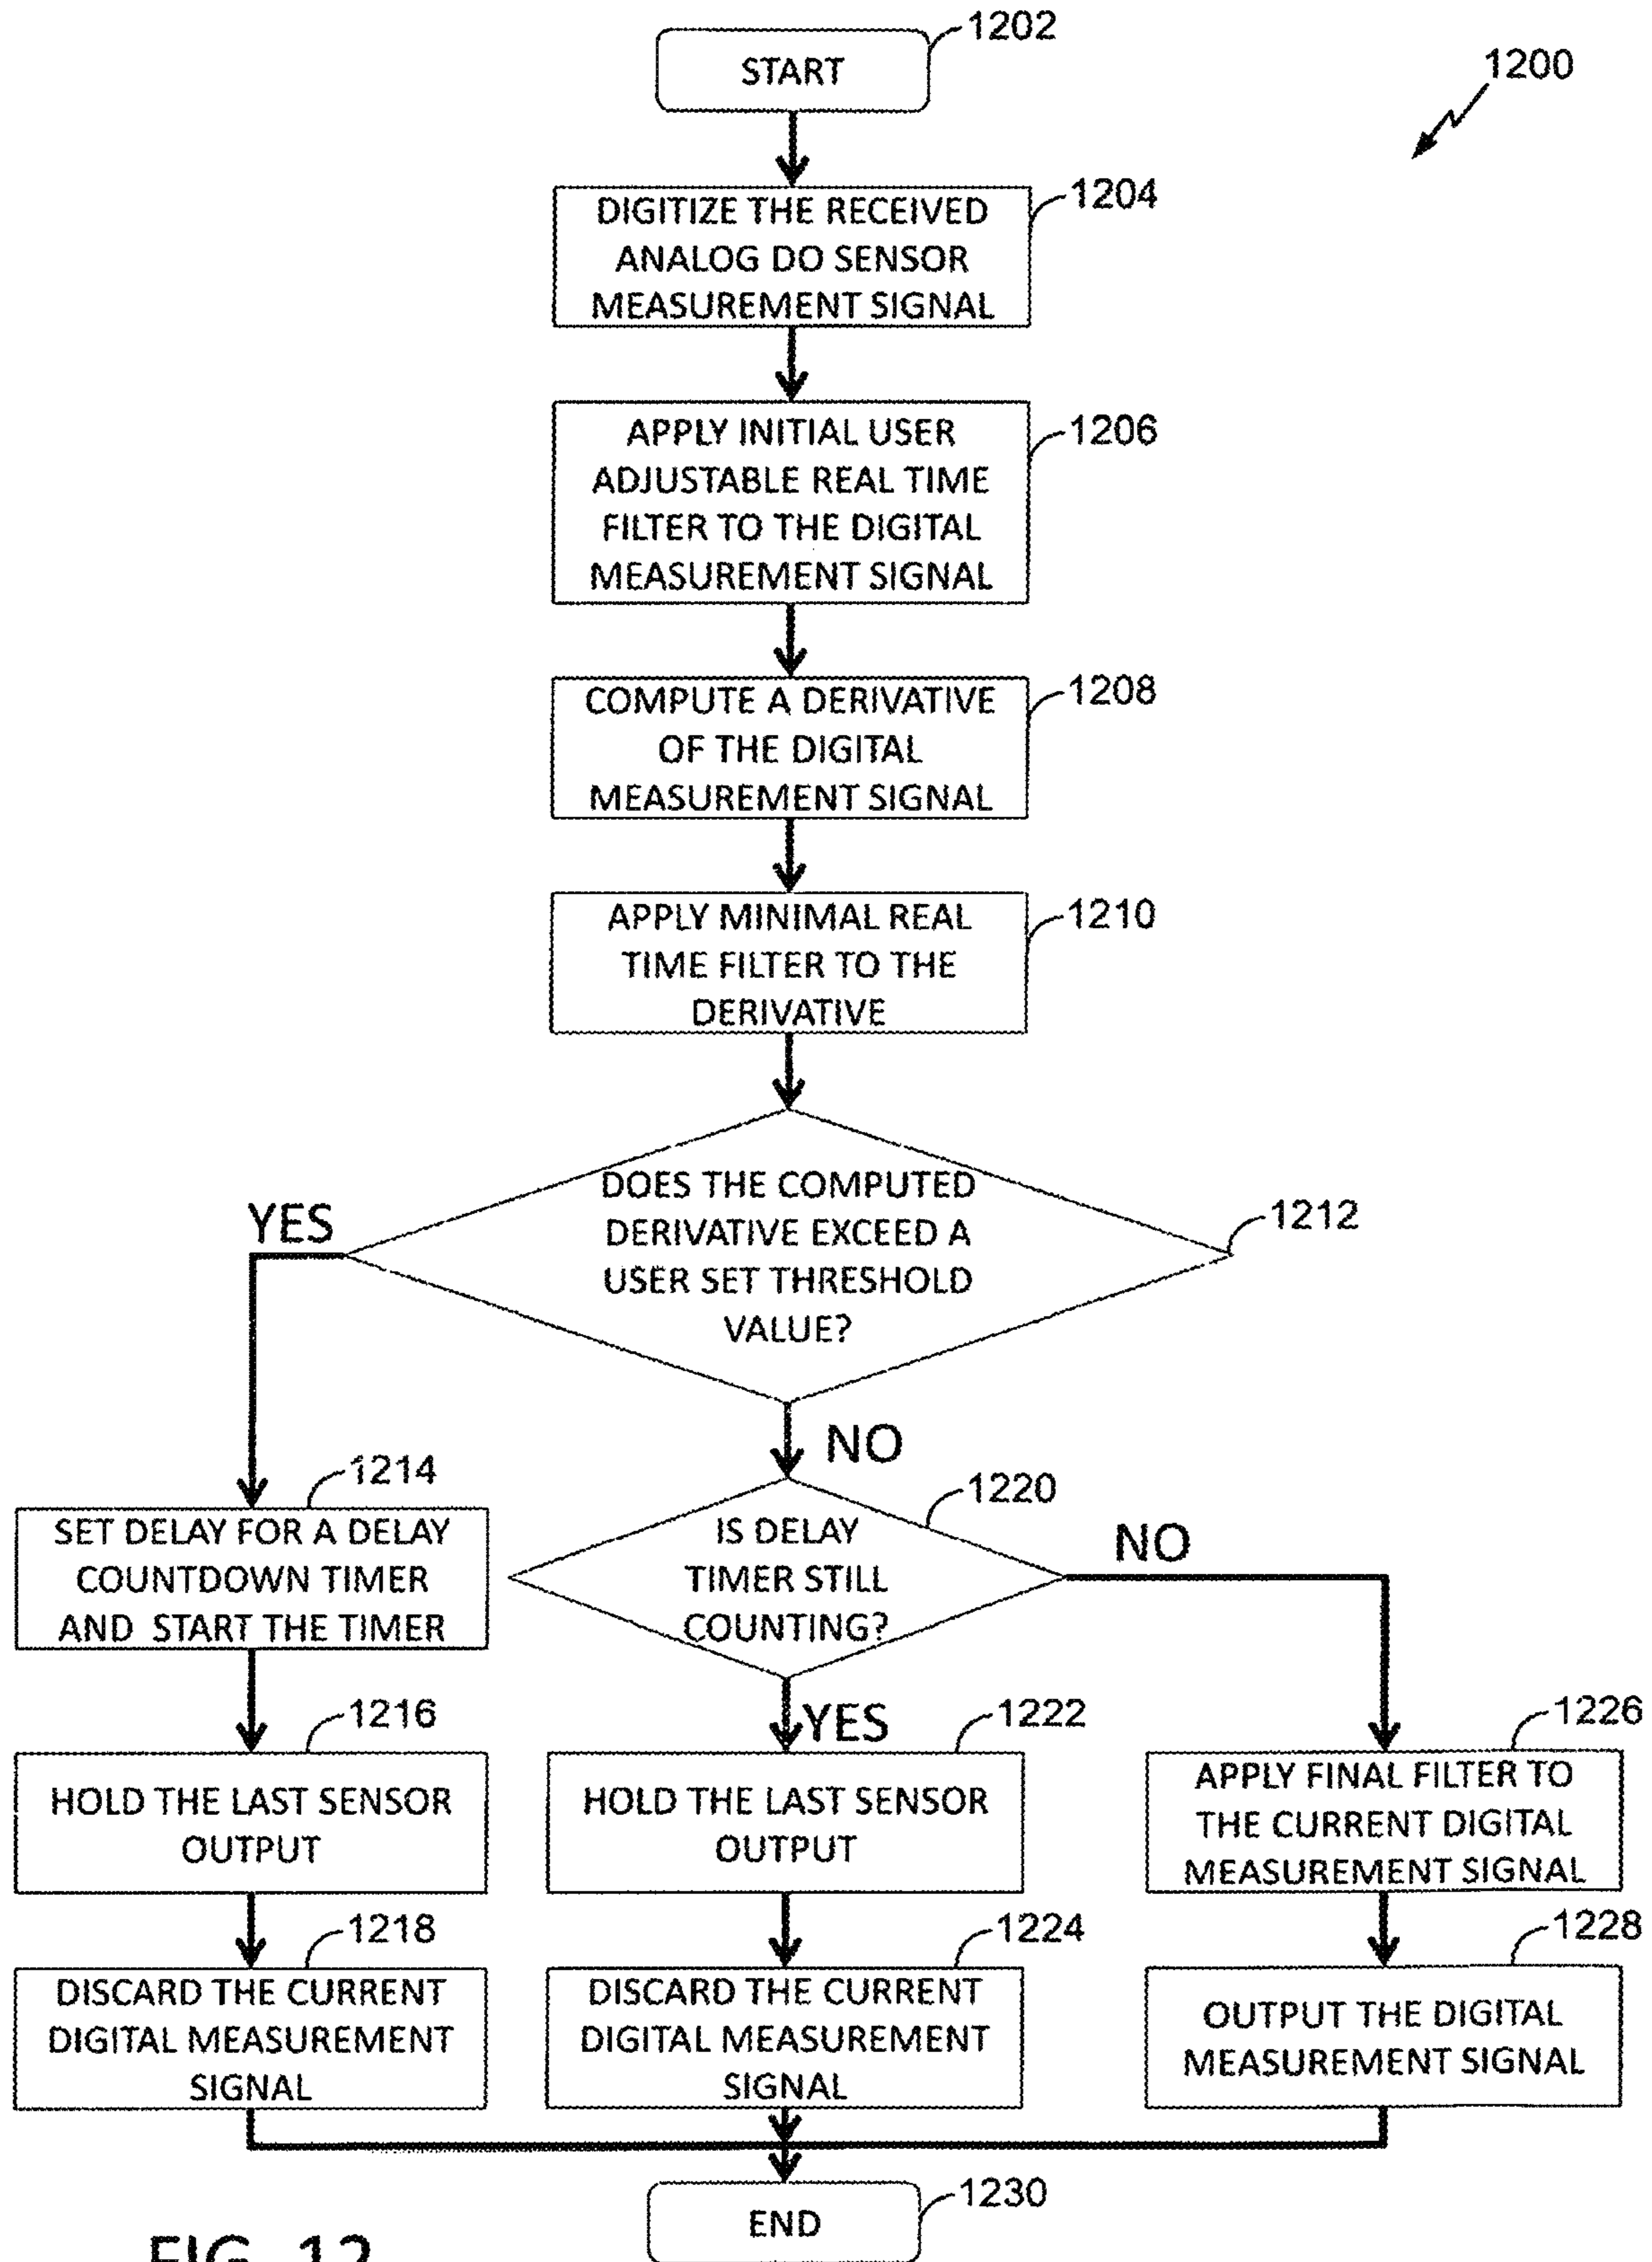 1202
START
1200
1204
DIGITIZE THE RECEIVED
ANALOG DO SENSOR
MEASUREMENT SIGNAL
1206
APPLY INITIAL USER
ADJUSTABLE REAL TIME
FILTER TO THE DIGITAL
MEASUREMENT SIGNAL
1208
COMPUTE A DERIVATIVE
OF THE DIGITAL
MEASUREMENT SIGNAL
1210
APPLY MINIMAL REAL
TIME FILTER TO THE
DERIVATIVE
1212
DOES THE COMPUTED
DERIVATIVE EXCEED A
USER SET THRESHOLD
VALUE?
YES
NO
1214
SET DELAY FOR A DELAY
COUNTDOWN TIMER
AND START THE TIMER
1220
IS DELAY
TIMER STILL
COUNTING?
NO
YES
1216
HOLD THE LAST SENSOR
OUTPUT
1222
HOLD THE LAST SENSOR
OUTPUT
1226
APPLY FINAL FILTER TO
THE CURRENT DIGITAL
MEASUREMENT SIGNAL
1218
DISCARD THE CURRENT
DIGITAL MEASUREMENT
SIGNAL
1224
DISCARD THE CURRENT
DIGITAL MEASUREMENT
SIGNAL
1228
OUTPUT THE DIGITAL
MEASUREMENT SIGNAL
1230
END
FIG. 12